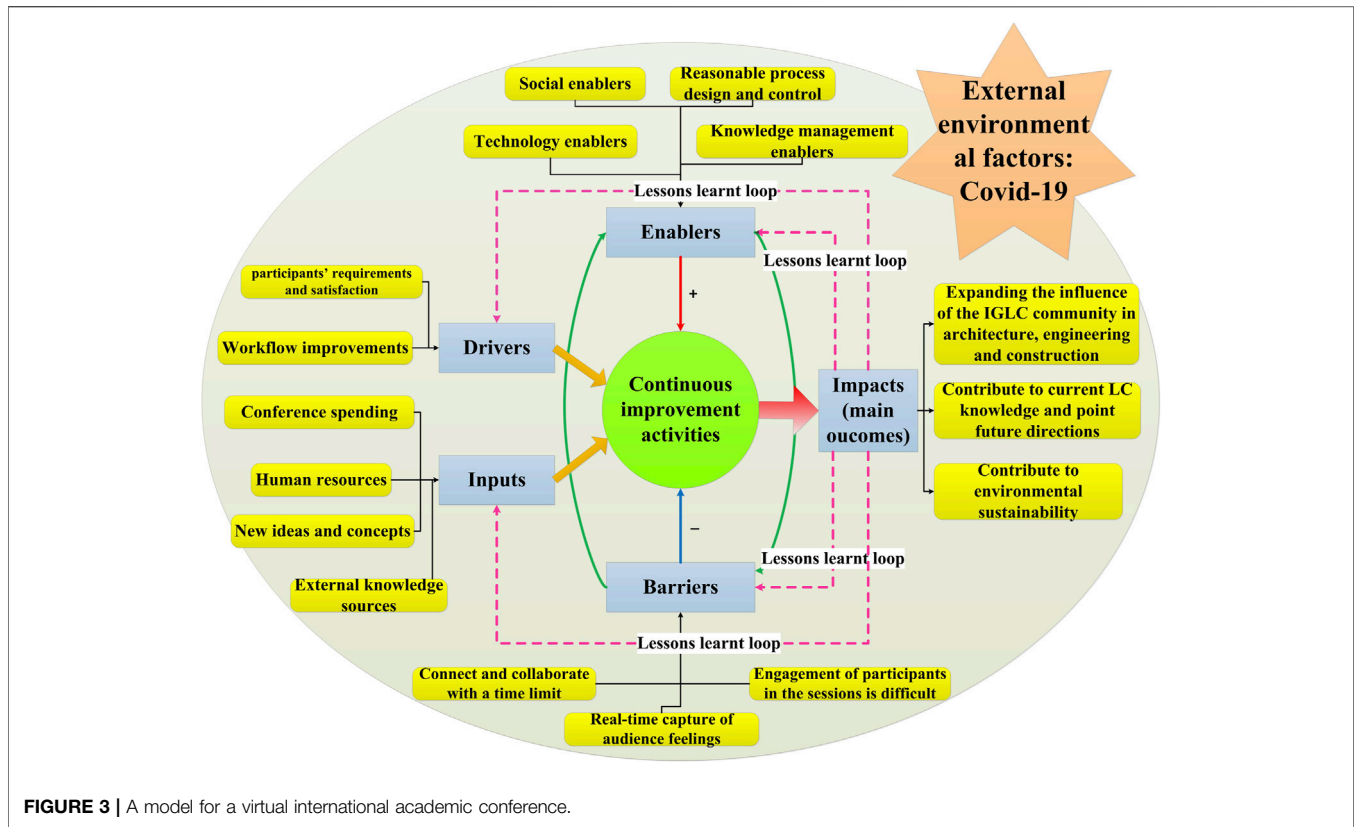 Social enablers
Reasonable process
design and control
Technology enablers
Knowledge management
enablers
External
environment
al factors:
Covid-19
Lessons learnt loop
Enablers
Lessons learnt loop
+
participants’ requirements
and satisfaction
Workflow improvements
Drivers
Conference spending
Human resources
New ideas and concepts
External knowledge
sources
Inputs
Continuous
improvement
activities
Impacts
(main
oucomes)
Expanding the influence
of the IGLC community in
architecture, engineering
and construction
Contribute to current LC
knowledge and point
future directions
Contribute to
environmental
sustainability
–
Lessons learnt loop
Barriers
Lessons learnt loop
Connect and collaborate
with a time limit
Engagement of participants
in the sessions is difficult
Real-time capture of
audience feelings
FIGURE 3 | A model for a virtual international academic conference.